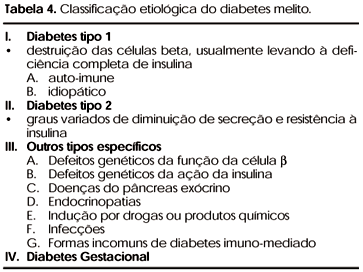 Tabela 4. Classificação etiológica do diabetes melito.
I. Diabetes tipo 1
• destruição das células beta, usualmente levando à defi-
ciência completa de insulina
A. auto-imune
B. idiopático
II. Diabetes tipo 2
• graus variados de diminuição de secreção e resistência à
insulina
III. Outros tipos específicos
A. Defeitos genéticos da função da célula β
B. Defeitos genéticos da ação da insulina
C. Doenças do pâncreas exócrino
D. Endocrinopatias
E. Indução por drogas ou produtos químicos
F. Infecções
G. Formas incomuns de diabetes imuno-mediado
IV. Diabetes Gestacional